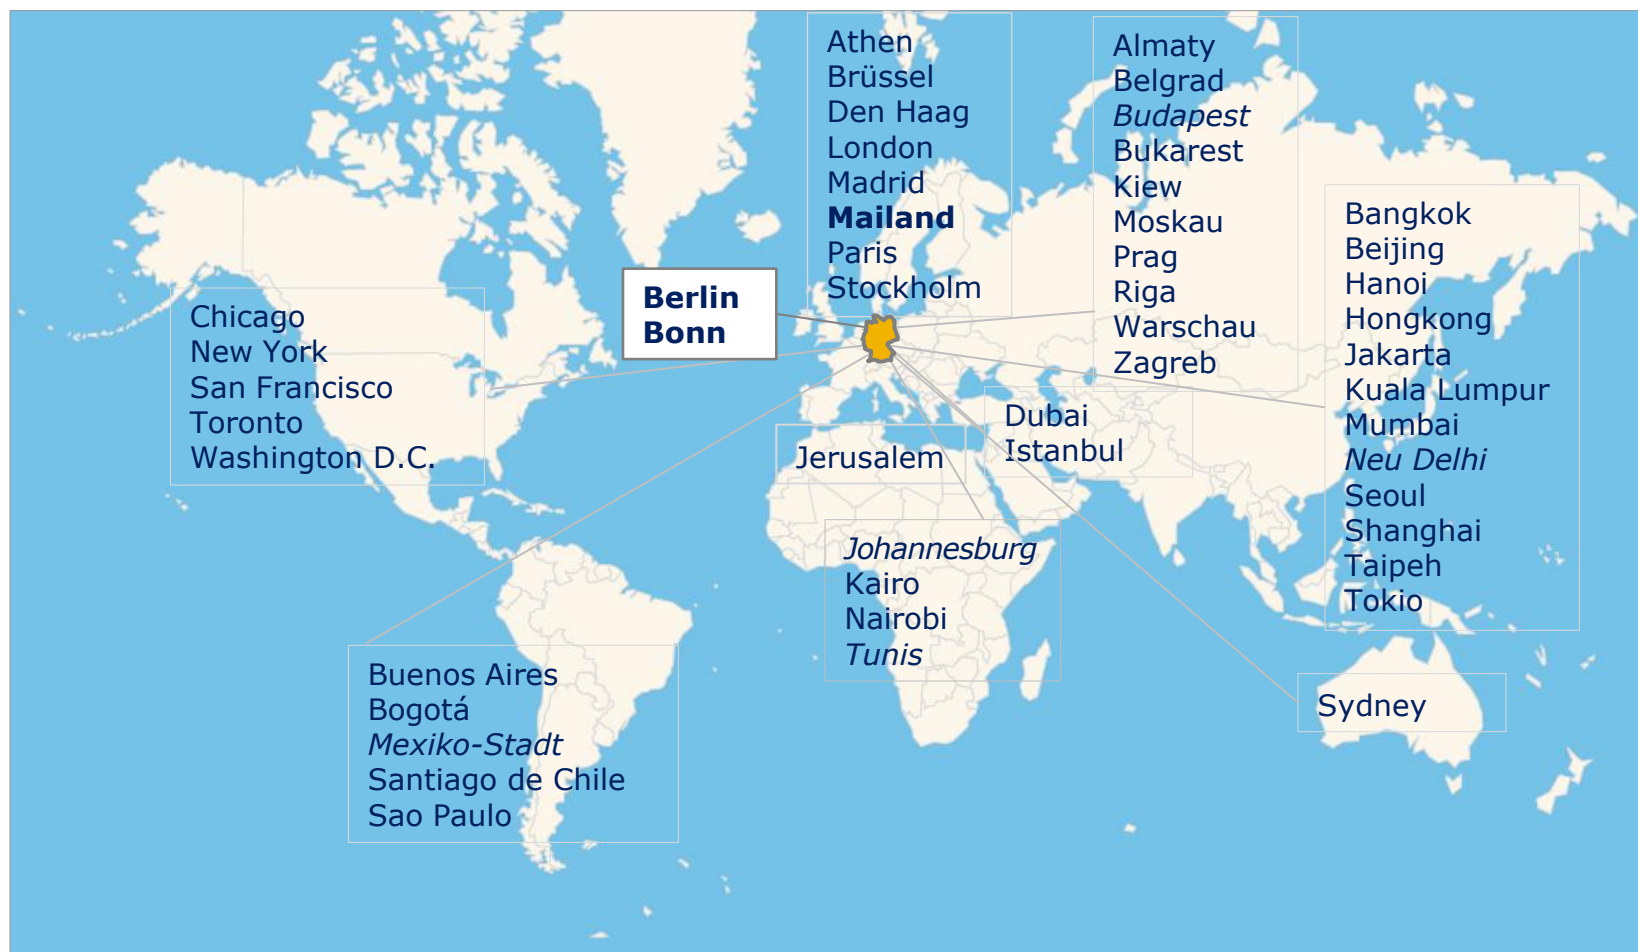 Athen
Brüssel
Den Haag
London
Madrid
Mailand
Paris
Stockholm
Almaty
Belgrad
Budapest
Bukarest
Kiew
Moskau
Prag
Riga
Warschau
Zagreb
Bangkok
Beijing
Hanoi
Hongkong
Jakarta
Kuala Lumpur
Mumbai
Neu Delhi
Seoul
Shanghai
Taipeh
Tokio
Berlin
Bonn
Chicago
New York
San Francisco
Toronto
Washington D.C.
Dubai
Istanbul
Jerusalem
Johannesburg
Kairo
Nairobi
Tunis
Buenos Aires
Bogotá
Mexiko-Stadt
Santiago de Chile
Sao Paulo
Sydney